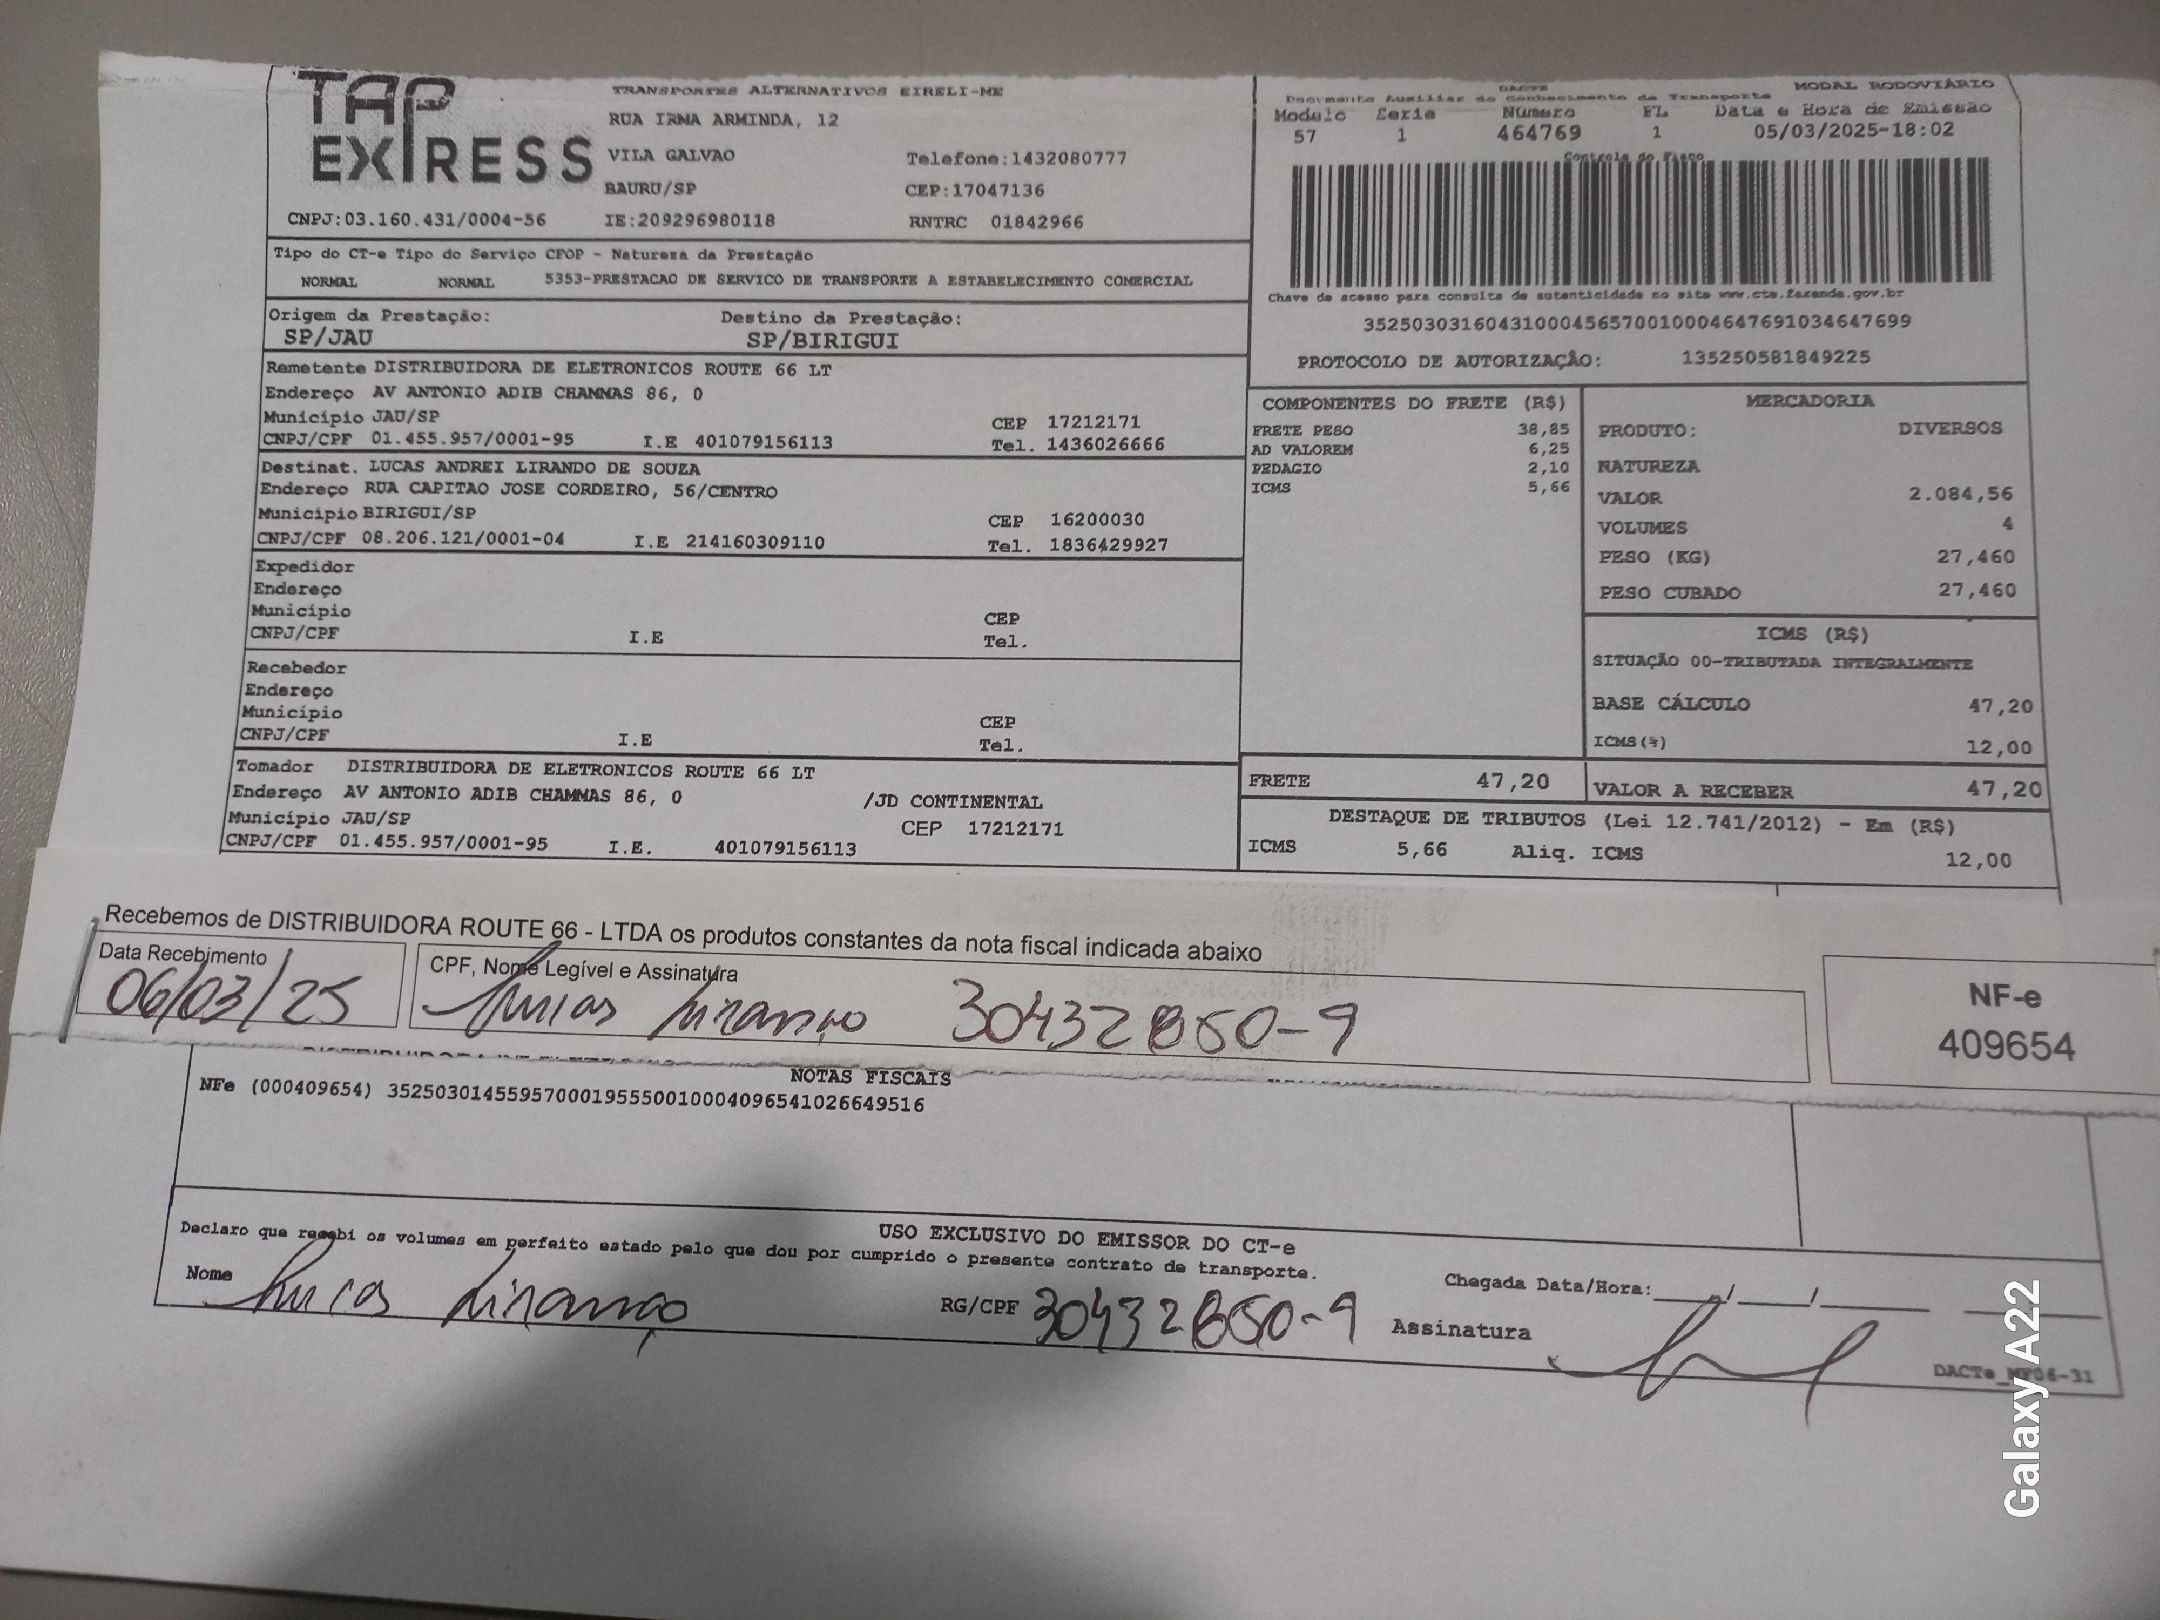 TAP EXPRESS
TRANSPORTES ALTERNATIVOS EIRELI-ME
RUA IRMA ARMINDA, 12
VILA GALVAO Telefone:1432080777
BAURU/SP CEP:17047136
CNPJ:03.160.431/0004-56 IE:209296980118 RNTRC 01842966
DACTE MODAL RODOVIÁRIO
Documento Auxiliar do Conhecimento de Transporte
Modelo Serie Número FL Data e Hora de Emissão
57 1 464769 1 05/03/2025-18:02
Controle do Fisco
Chave de acesso para consulta de autenticidade no site www.cte.fazenda.gov.br
35250303160431000456570010004647691034647699
PROTOCOLO DE AUTORIZAÇÃO: 135250581849225
Tipo do CT-e Tipo do Serviço CFOP - Natureza da Prestação
NORMAL NORMAL 5353-PRESTACAO DE SERVICO DE TRANSPORTE A ESTABELECIMENTO COMERCIAL
Origem da Prestação: Destino da Prestação:
SP/JAU SP/BIRIGUI
Remetente DISTRIBUIDORA DE ELETRONICOS ROUTE 66 LT
Endereço AV ANTONIO ADIB CHAMMAS 86, 0
Município JAU/SP CEP 17212171
CNPJ/CPF 01.455.957/0001-95 I.E 401079156113 Tel. 1436026666
Destinat. LUCAS ANDREI LIRANDO DE SOUZA
Endereço RUA CAPITAO JOSE CORDEIRO, 56/CENTRO
Município BIRIGUI/SP CEP 16200030
CNPJ/CPF 08.206.121/0001-04 I.E 214160309110 Tel. 1836429927
Expedidor
Endereço
Município CEP
CNPJ/CPF I.E Tel.
Recebedor
Endereço
Município CEP
CNPJ/CPF I.E Tel.
Tomador DISTRIBUIDORA DE ELETRONICOS ROUTE 66 LT
Endereço AV ANTONIO ADIB CHAMMAS 86, 0 /JD CONTINENTAL
Município JAU/SP CEP 17212171
CNPJ/CPF 01.455.957/0001-95 I.E. 401079156113
COMPONENTES DO FRETE (R$)
FRETE PESO 38,85
AD VALOREM 6,25
PEDAGIO 2,10
ICMS 5,66
MERCADORIA
PRODUTO: DIVERSOS
NATUREZA
VALOR 2.084,56
VOLUMES 4
PESO (KG) 27,460
PESO CUBADO 27,460
ICMS (R$)
SITUAÇÃO 00-TRIBUTADA INTEGRALMENTE
BASE CÁLCULO 47,20
ICMS(%) 12,00
FRETE 47,20 VALOR A RECEBER 47,20
DESTAQUE DE TRIBUTOS (Lei 12.741/2012) - Em (R$)
ICMS 5,66 Aliq. ICMS 12,00
Recebemos de DISTRIBUIDORA ROUTE 66 - LTDA os produtos constantes da nota fiscal indicada abaixo
Data Recebimento CPF, Nome Legível e Assinatura
06/03/25 Lucas Lirando 30432860-9
NF-e
409654
NOTAS FISCAIS
NFe (000409654) 35250301455957000195550010004096541026649516
USO EXCLUSIVO DO EMISSOR DO CT-e
Declaro que recebi os volumes em perfeito estado pelo que dou por cumprido o presente contrato de transporte.
Nome Lucas Lirando RG/CPF 30432860-9 Chegada Data/Hora:____/____/____
Assinatura
Galaxy A22